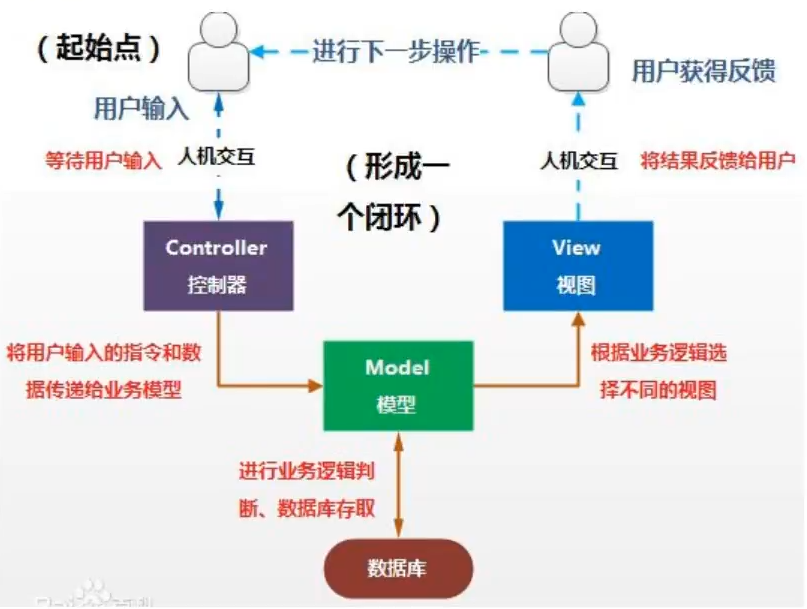 （起始点）
进行下一步操作
用户获得反馈
用户输入
等待用户输入
人机交互
（形成一
个闭环）
人机交互
将结果反馈给用户
Controller
控制器
View
视图
将用户输入的指令和数
据传递给业务模型
Model
模型
根据业务逻辑选
择不同的视图
进行业务逻辑判
断、数据库存取
数据库